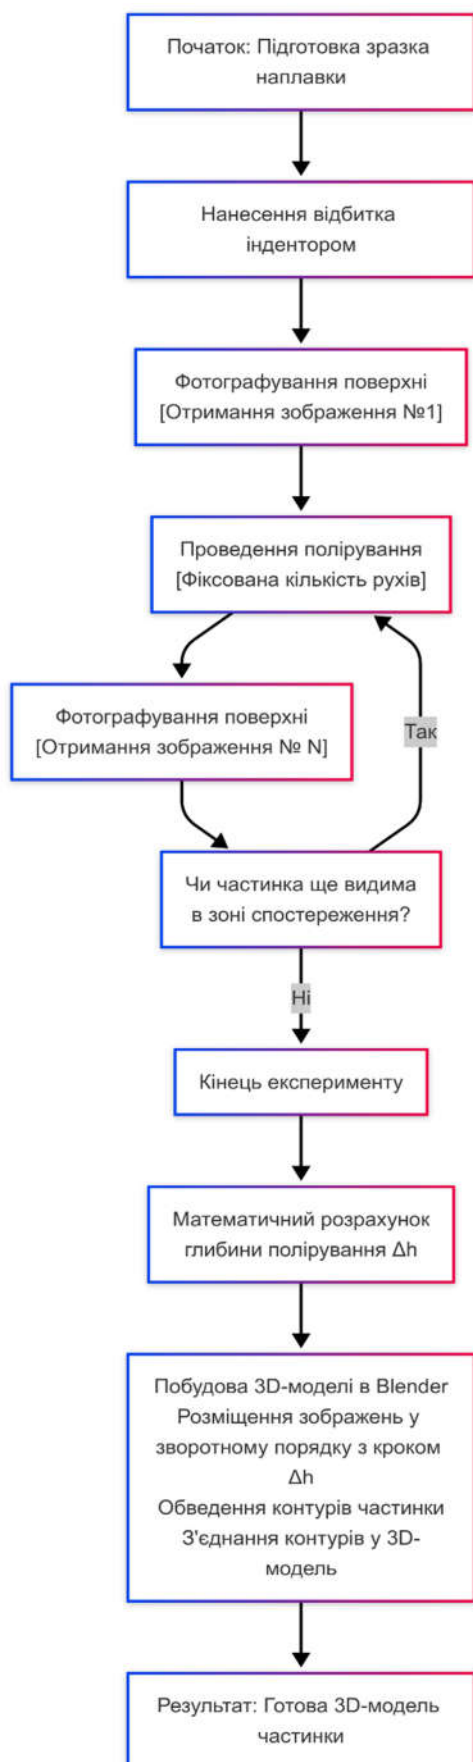 Початок: Підготовка зразка
наплавки
Нанесення відбитка
індентором
Фотографування поверхні
[Отримання зображення №1]
Проведення полірування
[Фіксована кількість рухів]
Фотографування поверхні
[Отримання зображення № N]
Так
Чи частинка ще видима
в зоні спостереження?
Ні
Кінець експерименту
Математичний розрахунок
глибини полірування Δh
Побудова 3D-моделі в Blender
Розміщення зображень у
зворотному порядку з кроком
Δh
Обведення контурів частинки
З'єднання контурів у 3D-
модель
Результат: Готова 3D-модель
частинки